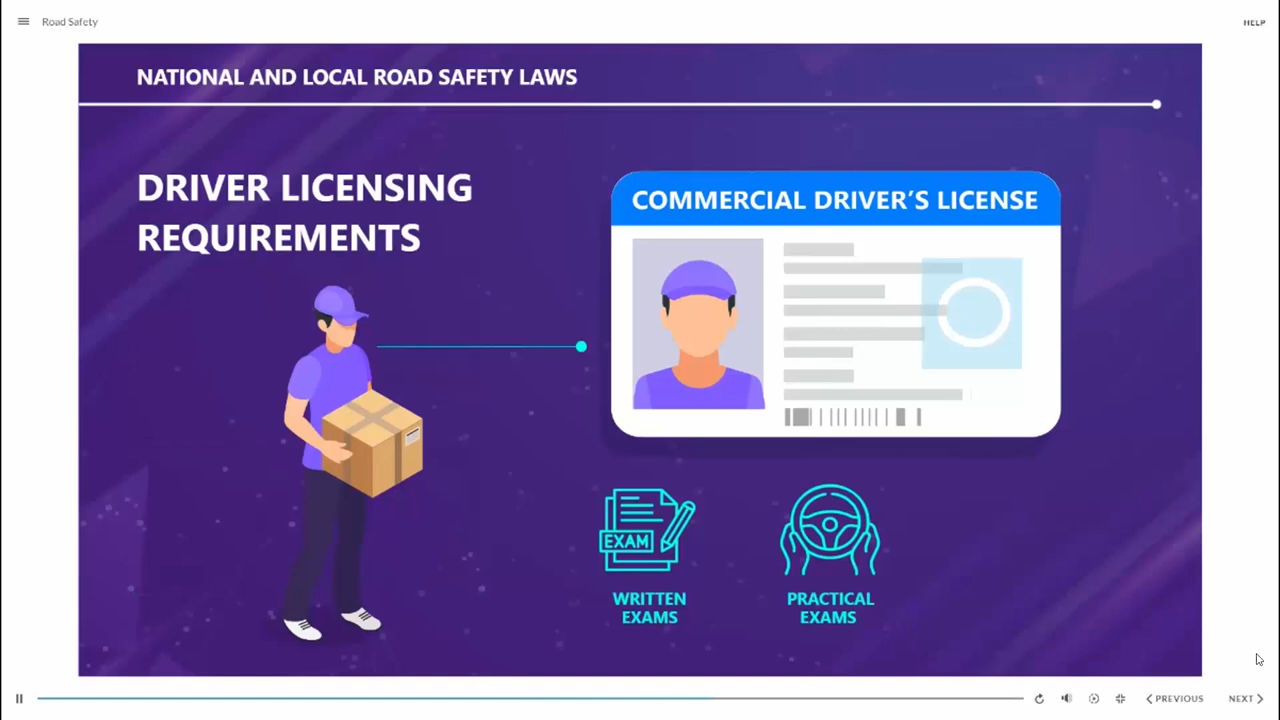 Road Safety
HELP
NATIONAL AND LOCAL ROAD SAFETY LAWS
DRIVER LICENSING
REQUIREMENTS
COMMERCIAL DRIVER’S LICENSE
EXAM
WRITTEN
EXAMS
PRACTICAL
EXAMS
PREVIOUS
NEXT